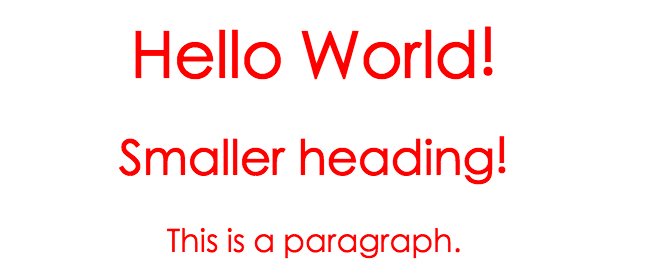 Hello World!
Smaller heading!
This is a paragraph.